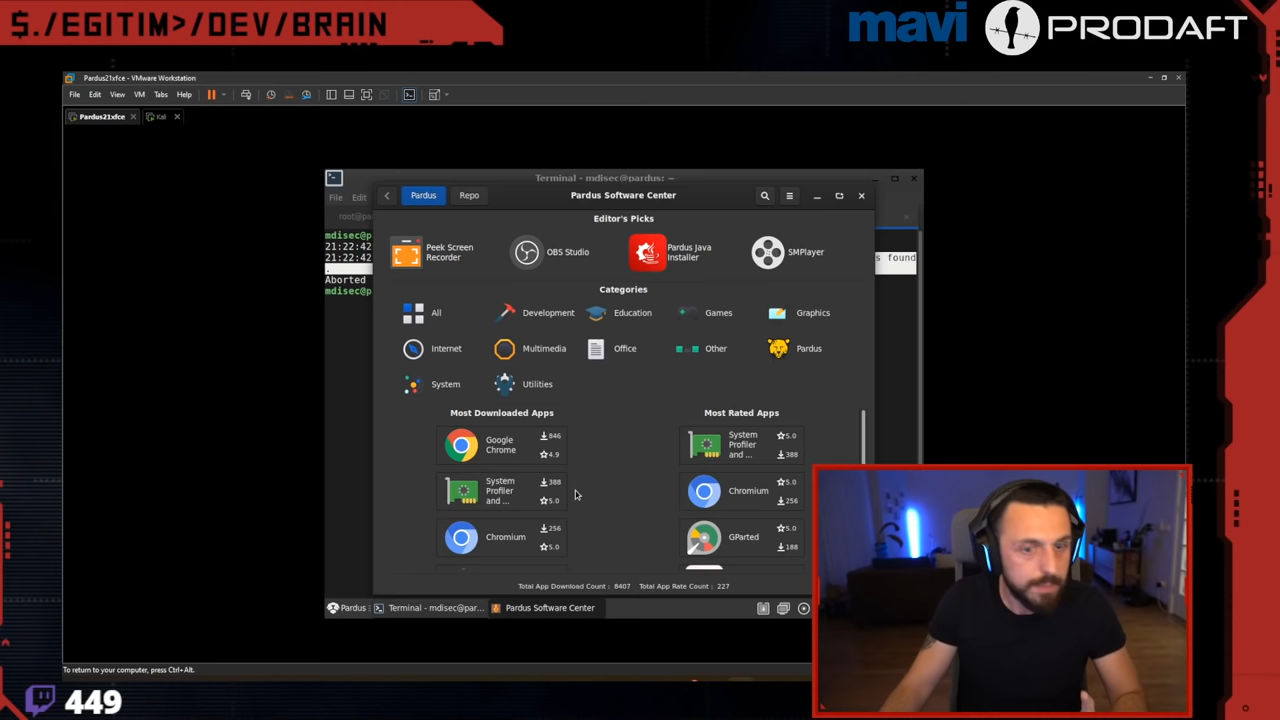 $./EGITIM>/DEV/BRAIN
mavi PRODAFT
Pardus21xfce - VMware Workstation
File Edit View VM Tabs Help
Pardus21xfce Kali
Terminal - mdisec@pardus: ~
File Edit
Pardus Repo Pardus Software Center
root@pa
mdisec@p
21:22:42
21:22:42 s found
.
Aborted
mdisec@p
Editor's Picks
Peek Screen Recorder
OBS Studio
Pardus Java Installer
SMPlayer
Categories
All Development Education Games Graphics
Internet Multimedia Office Other Pardus
System Utilities
Most Downloaded Apps
Google Chrome 846 4.9
System Profiler and ... 388 5.0
Chromium 256 5.0
Most Rated Apps
System Profiler and ... 5.0 388
Chromium 5.0 256
GParted 5.0 188
Total App Download Count : 8407 Total App Rate Count : 227
Pardus Terminal - mdisec@par... Pardus Software Center
To return to your computer, press Ctrl+Alt.
449